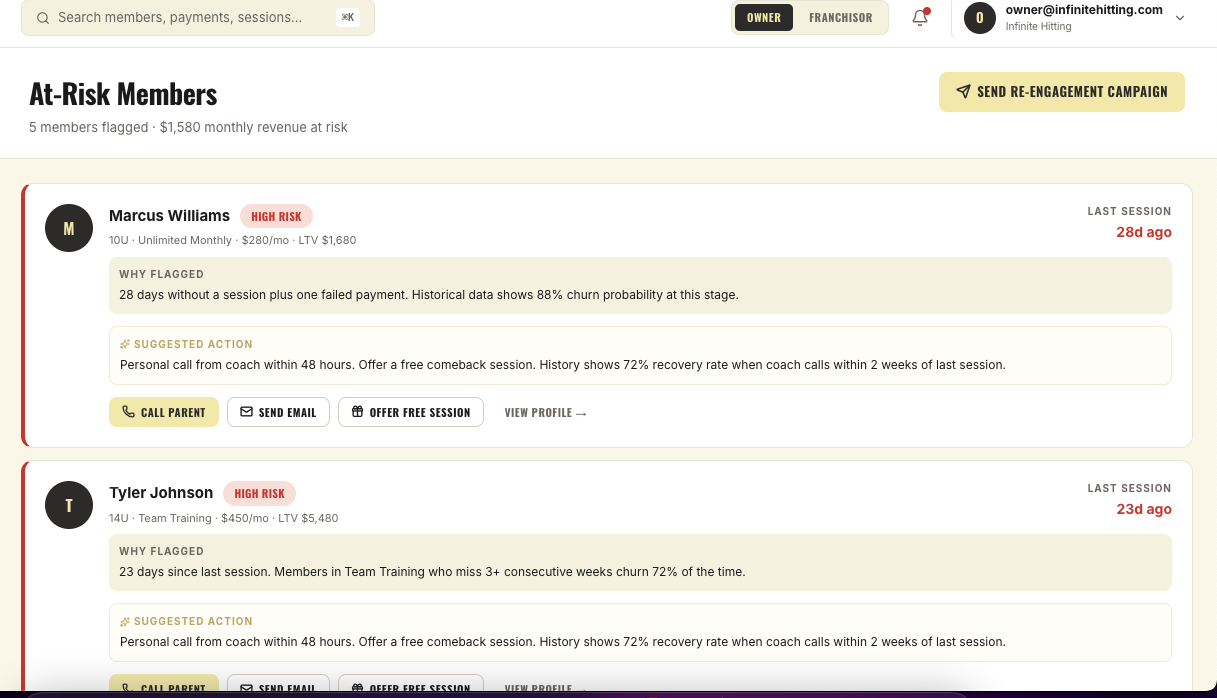 Search members, payments, sessions...
⌘K
OWNER
FRANCHISOR
O
owner@infinitehitting.com
Infinite Hitting
At-Risk Members
SEND RE-ENGAGEMENT CAMPAIGN
5 members flagged · $1,580 monthly revenue at risk
M
Marcus Williams
HIGH RISK
10U · Unlimited Monthly · $280/mo · LTV $1,680
LAST SESSION
28d ago
WHY FLAGGED
28 days without a session plus one failed payment. Historical data shows 88% churn probability at this stage.
SUGGESTED ACTION
Personal call from coach within 48 hours. Offer a free comeback session. History shows 72% recovery rate when coach calls within 2 weeks of last session.
CALL PARENT
SEND EMAIL
OFFER FREE SESSION
VIEW PROFILE →
T
Tyler Johnson
HIGH RISK
14U · Team Training · $450/mo · LTV $5,480
LAST SESSION
23d ago
WHY FLAGGED
23 days since last session. Members in Team Training who miss 3+ consecutive weeks churn 72% of the time.
SUGGESTED ACTION
Personal call from coach within 48 hours. Offer a free comeback session. History shows 72% recovery rate when coach calls within 2 weeks of last session.
CALL PARENT
SEND EMAIL
OFFER FREE SESSION
VIEW PROFILE →